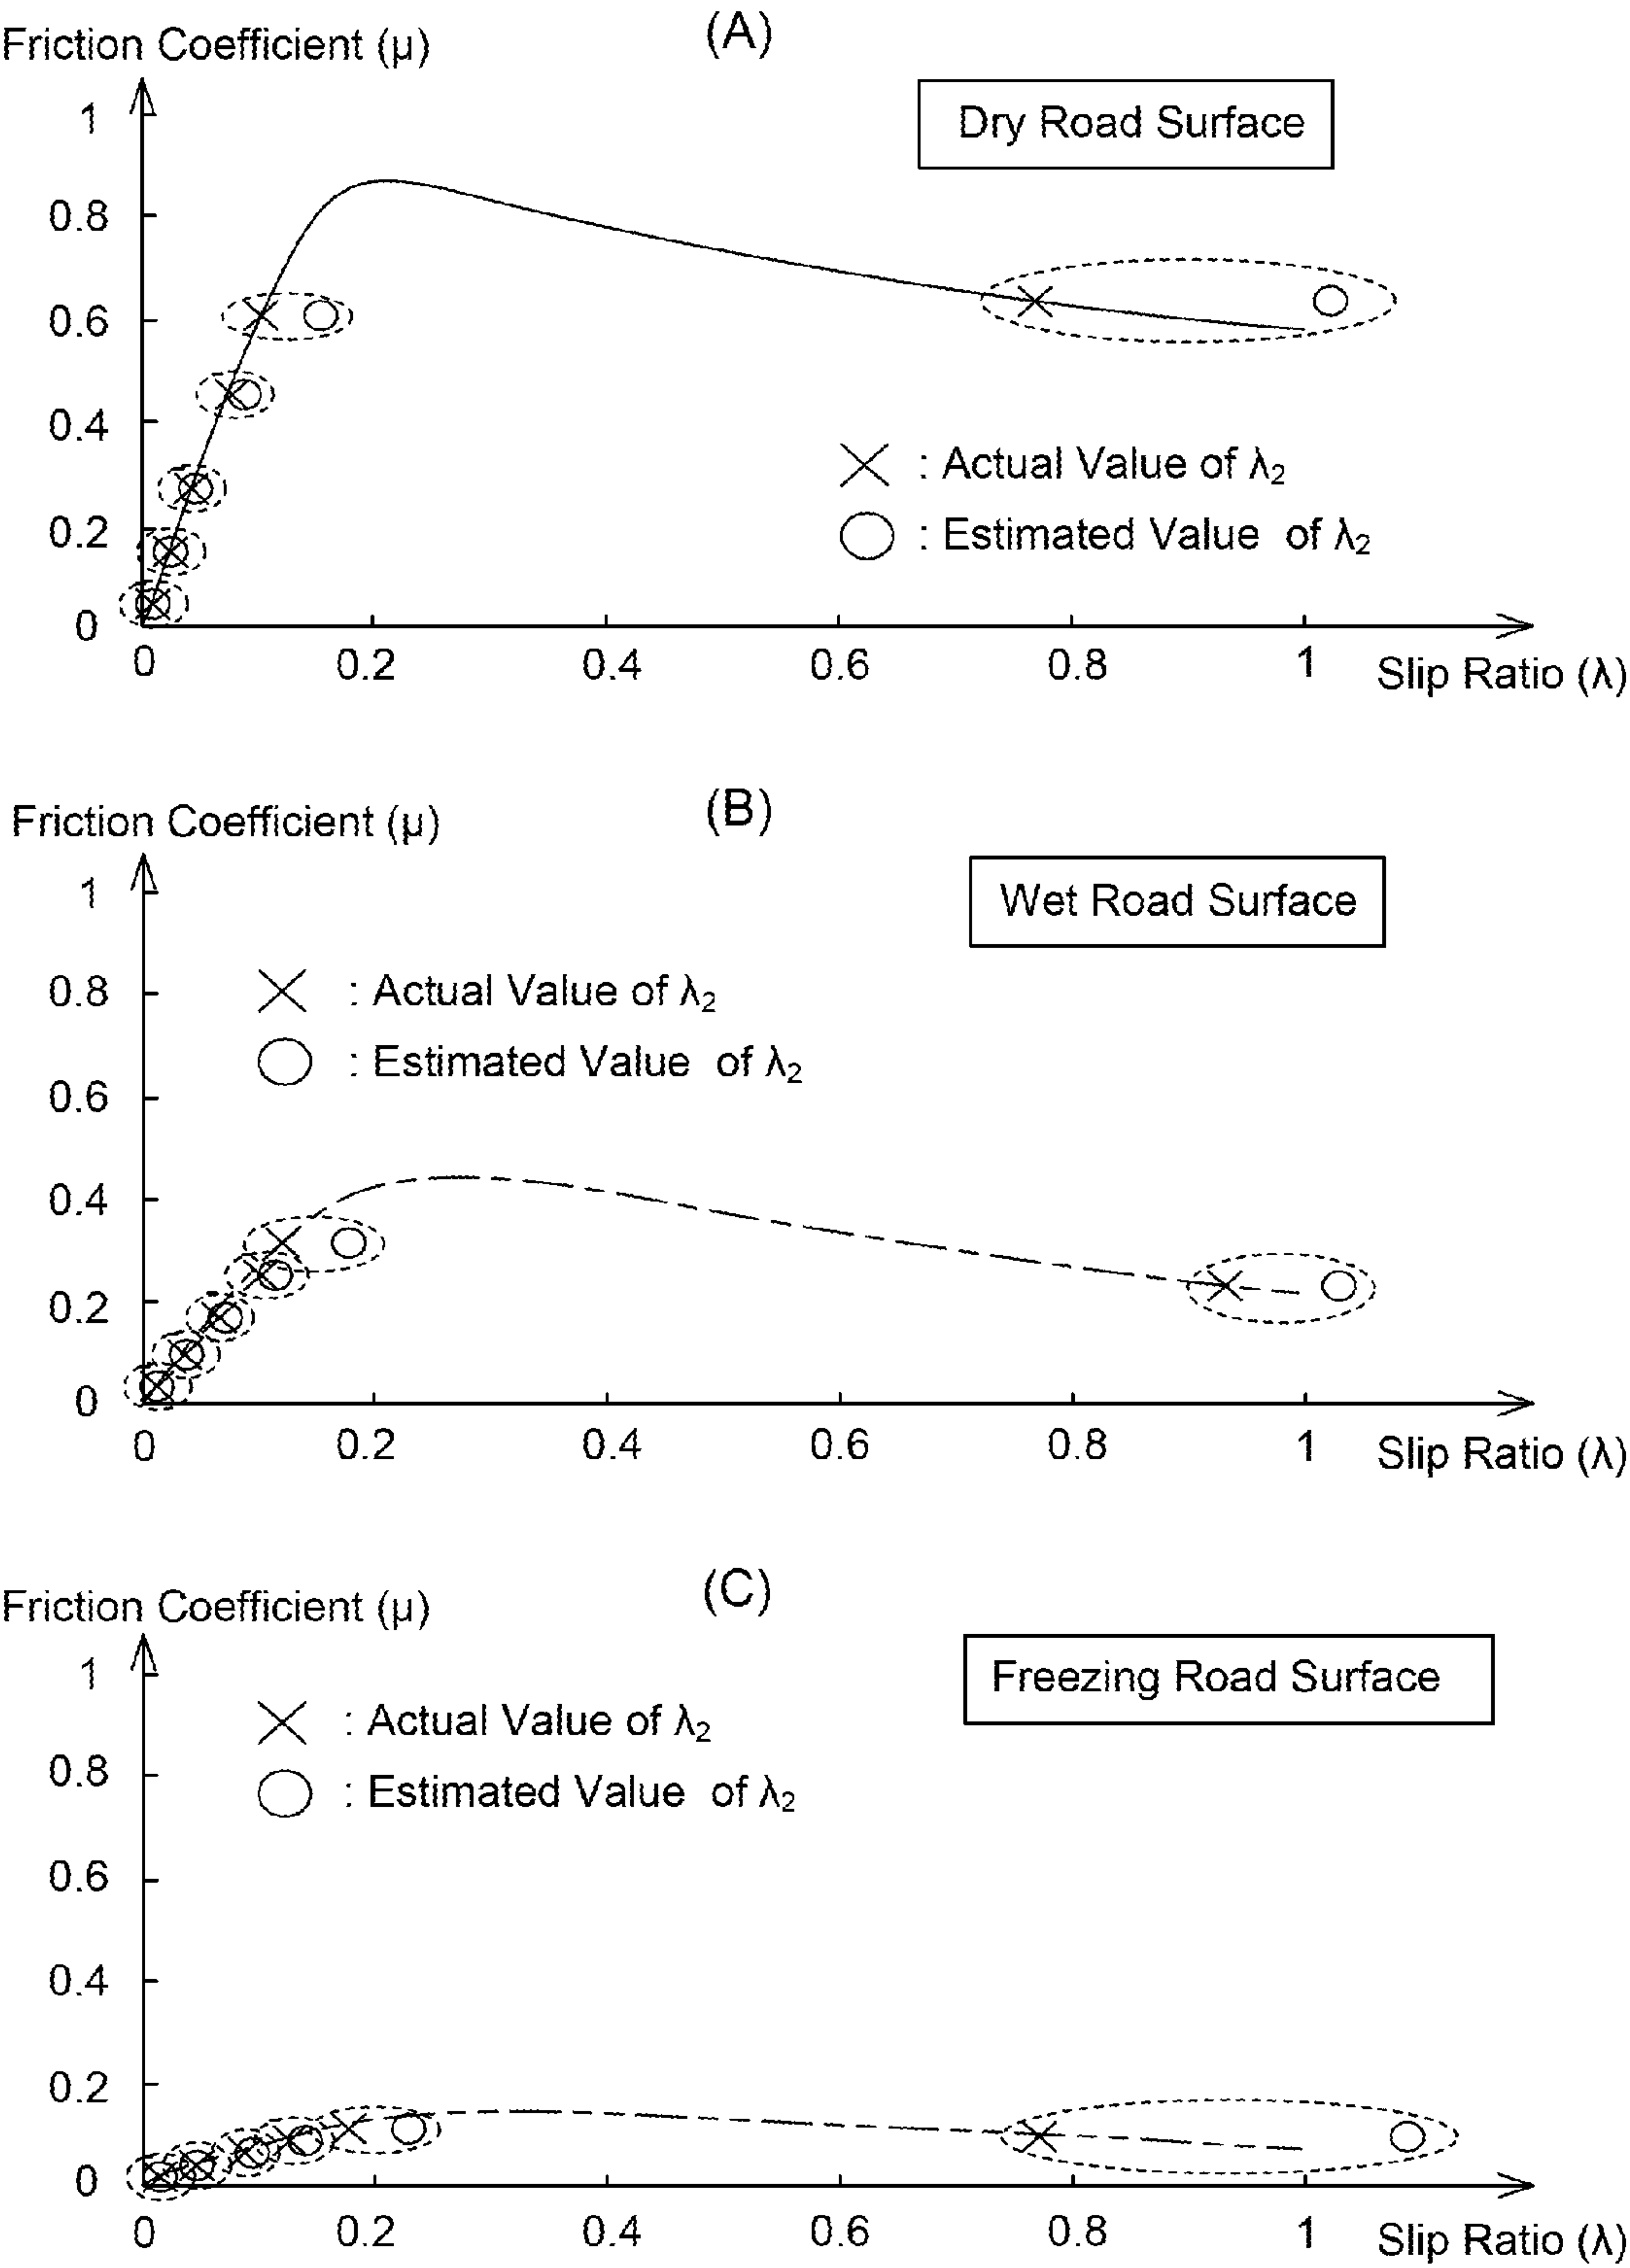 (A)
Friction Coefficient (μ)
Dry Road Surface
1
0.8
0.6
0.4
0.2
0
× : Actual Value of λ₂
○ : Estimated Value of λ₂
0 0.2 0.4 0.6 0.8 1 Slip Ratio (λ)
(B)
Friction Coefficient (μ)
Wet Road Surface
1
0.8
0.6
0.4
0.2
0
× : Actual Value of λ₂
○ : Estimated Value of λ₂
0 0.2 0.4 0.6 0.8 1 Slip Ratio (λ)
(C)
Friction Coefficient (μ)
Freezing Road Surface
1
0.8
0.6
0.4
0.2
0
× : Actual Value of λ₂
○ : Estimated Value of λ₂
0 0.2 0.4 0.6 0.8 1 Slip Ratio (λ)